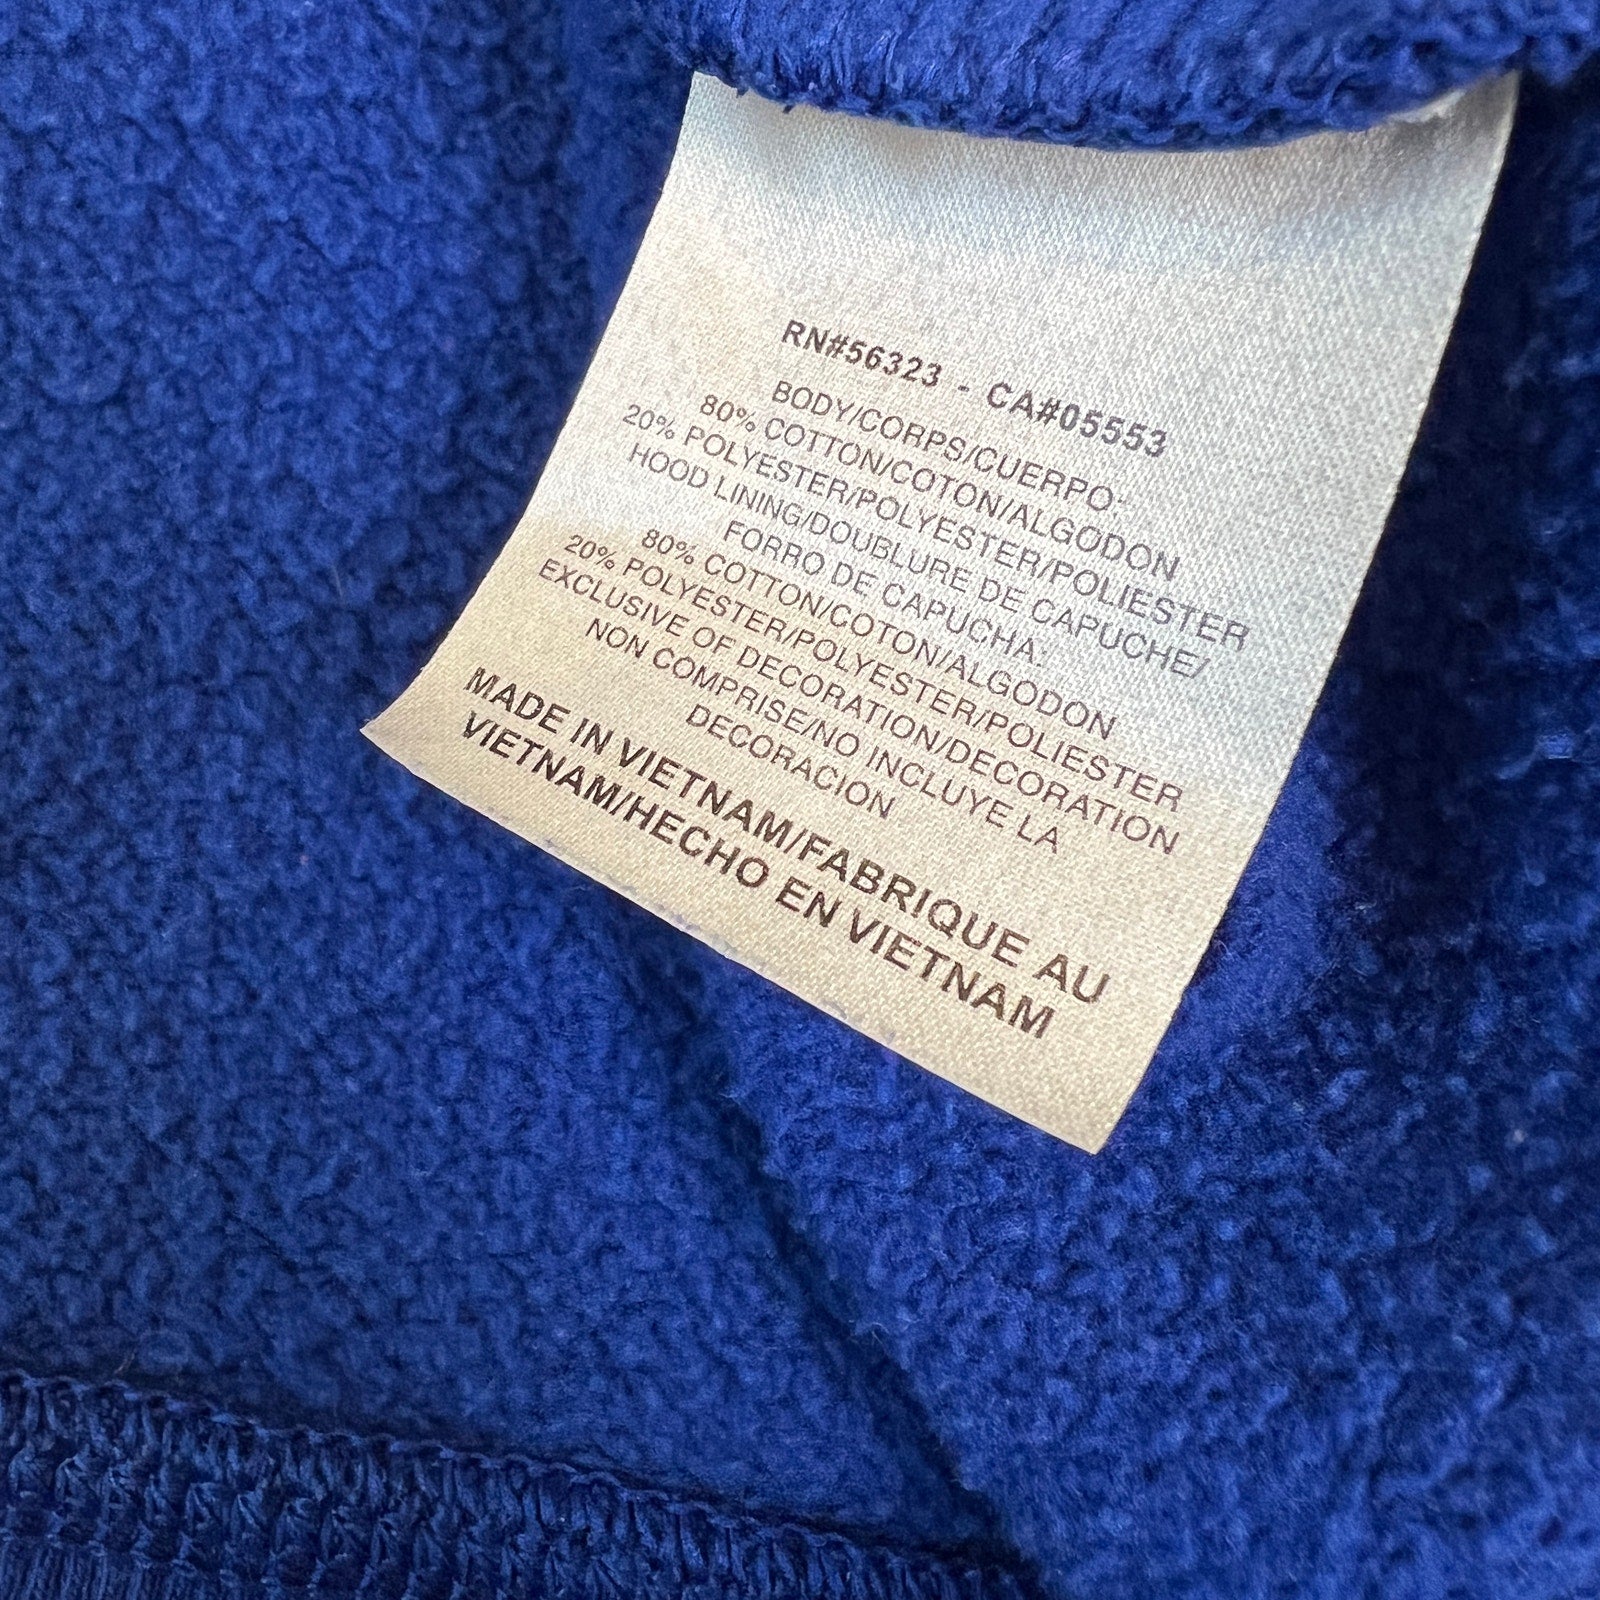 RN#56323 - CA#05553
BODY/CORPS/CUERPO:
80% COTTON/COTON/ALGODON
20% POLYESTER/POLYESTER/POLIESTER
HOOD LINING/DOUBLURE DE CAPUCHE/
FORRO DE CAPUCHA:
80% COTTON/COTON/ALGODON
20% POLYESTER/POLYESTER/POLIESTER
EXCLUSIVE OF DECORATION/DECORATION
NON COMPRISE/NO INCLUYE LA
DECORACION
MADE IN VIETNAM/FABRIQUE AU
VIETNAM/HECHO EN VIETNAM